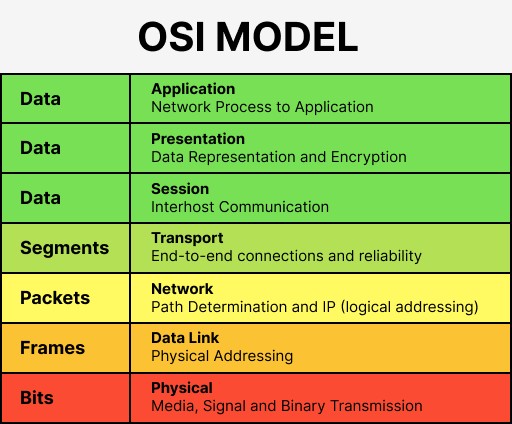 OSI MODEL
Data
Application
Network Process to Application
Data
Presentation
Data Representation and Encryption
Data
Session
Interhost Communication
Segments
Transport
End-to-end connections and reliability
Packets
Network
Path Determination and IP (logical addressing)
Frames
Data Link
Physical Addressing
Bits
Physical
Media, Signal and Binary Transmission